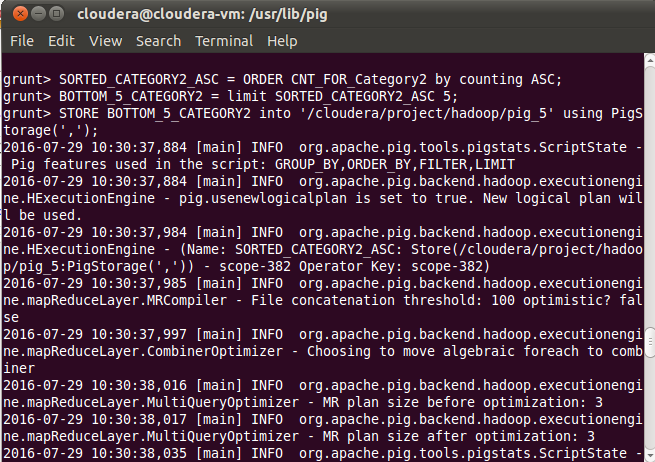 cloudera@cloudera-vm: /usr/lib/pig
File Edit View Search Terminal Help
grunt> SORTED_CATEGORY2_ASC = ORDER CNT_FOR_Category2 by counting ASC;
grunt> BOTTOM_5_CATEGORY2 = limit SORTED_CATEGORY2_ASC 5;
grunt> STORE BOTTOM_5_CATEGORY2 into '/cloudera/project/hadoop/pig_5' using PigS
torage(',');
2016-07-29 10:30:37,884 [main] INFO  org.apache.pig.tools.pigstats.ScriptState -
 Pig features used in the script: GROUP_BY,ORDER_BY,FILTER,LIMIT
2016-07-29 10:30:37,884 [main] INFO  org.apache.pig.backend.hadoop.executionengi
ne.HExecutionEngine - pig.usenewlogicalplan is set to true. New logical plan wil
l be used.
2016-07-29 10:30:37,984 [main] INFO  org.apache.pig.backend.hadoop.executionengi
ne.HExecutionEngine - (Name: SORTED_CATEGORY2_ASC: Store(/cloudera/project/hadoo
p/pig_5:PigStorage(',')) - scope-382 Operator Key: scope-382)
2016-07-29 10:30:37,985 [main] INFO  org.apache.pig.backend.hadoop.executionengi
ne.mapReduceLayer.MRCompiler - File concatenation threshold: 100 optimistic? fal
se
2016-07-29 10:30:37,997 [main] INFO  org.apache.pig.backend.hadoop.executionengi
ne.mapReduceLayer.CombinerOptimizer - Choosing to move algebraic foreach to comb
iner
2016-07-29 10:30:38,016 [main] INFO  org.apache.pig.backend.hadoop.executionengi
ne.mapReduceLayer.MultiQueryOptimizer - MR plan size before optimization: 3
2016-07-29 10:30:38,017 [main] INFO  org.apache.pig.backend.hadoop.executionengi
ne.mapReduceLayer.MultiQueryOptimizer - MR plan size after optimization: 3
2016-07-29 10:30:38,035 [main] INFO  org.apache.pig.tools.pigstats.ScriptState -